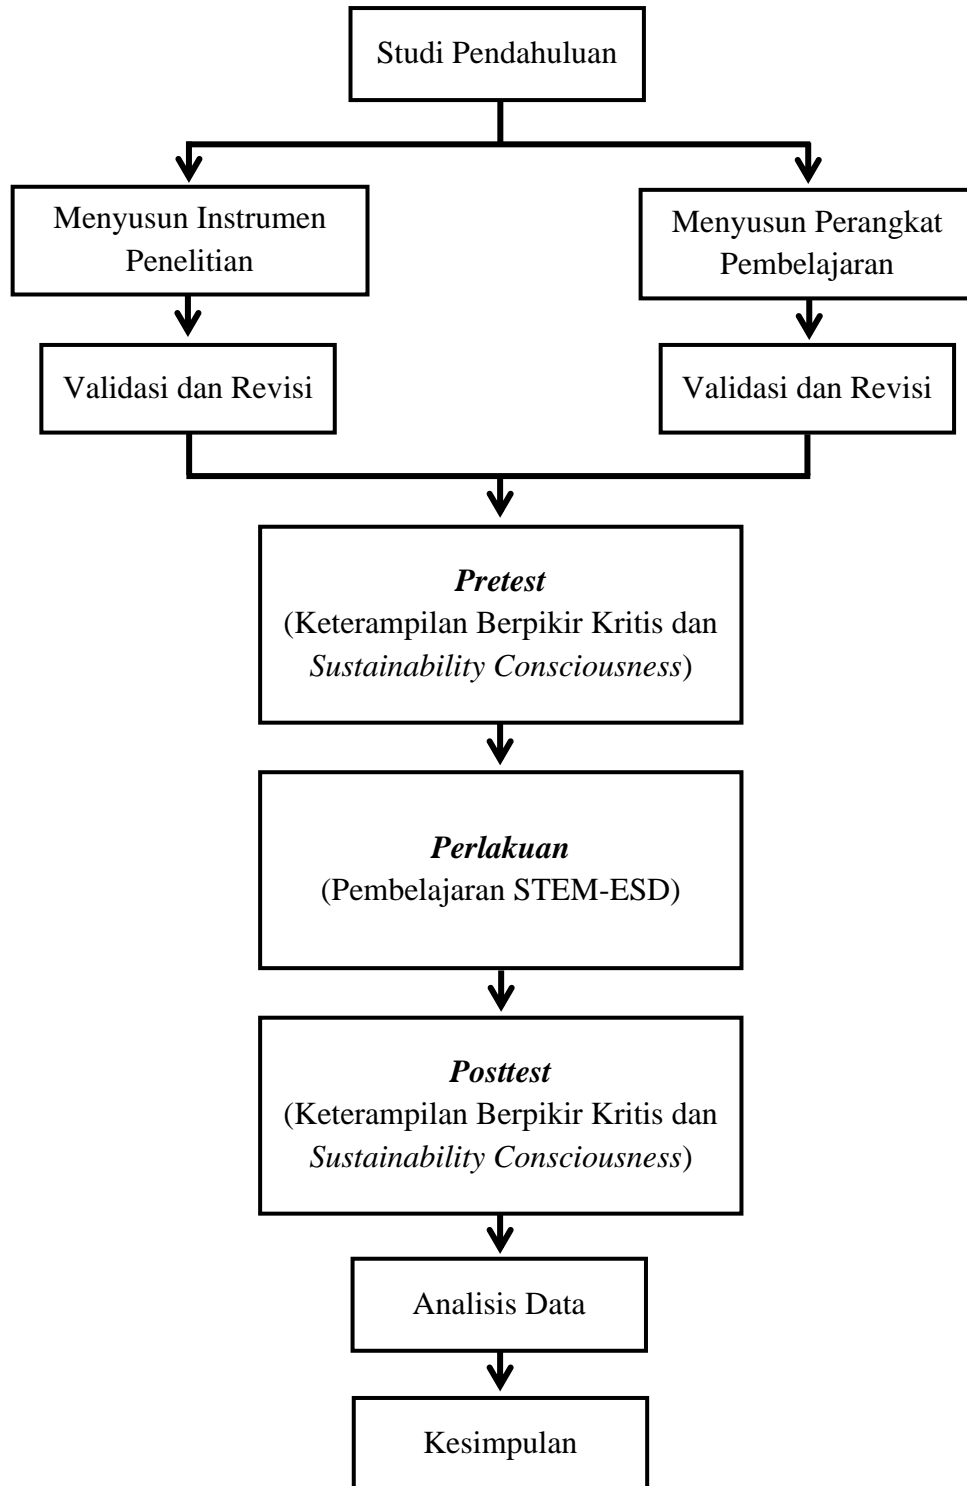 Studi Pendahuluan
Menyusun Instrumen
Penelitian
Menyusun Perangkat
Pembelajaran
Validasi dan Revisi
Validasi dan Revisi
Pretest
(Keterampilan Berpikir Kritis dan
Sustainability Consciousness)
Perlakuan
(Pembelajaran STEM-ESD)
Posttest
(Keterampilan Berpikir Kritis dan
Sustainability Consciousness)
Analisis Data
Kesimpulan